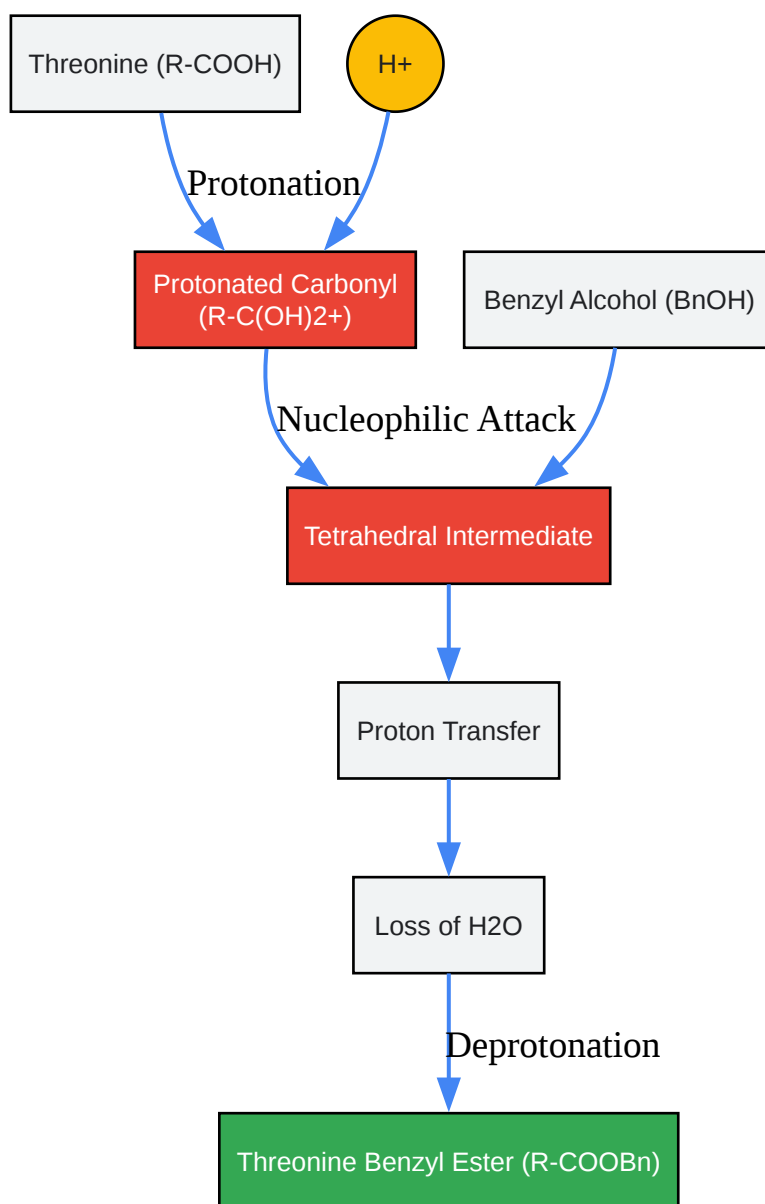 Threonine (R-COOH)
H+
Protonation
Protonated Carbonyl
(R-C(OH)2+)
Benzyl Alcohol (BnOH)
Nucleophilic Attack
Tetrahedral Intermediate
Proton Transfer
Loss of H2O
Deprotonation
Threonine Benzyl Ester (R-COOBn)